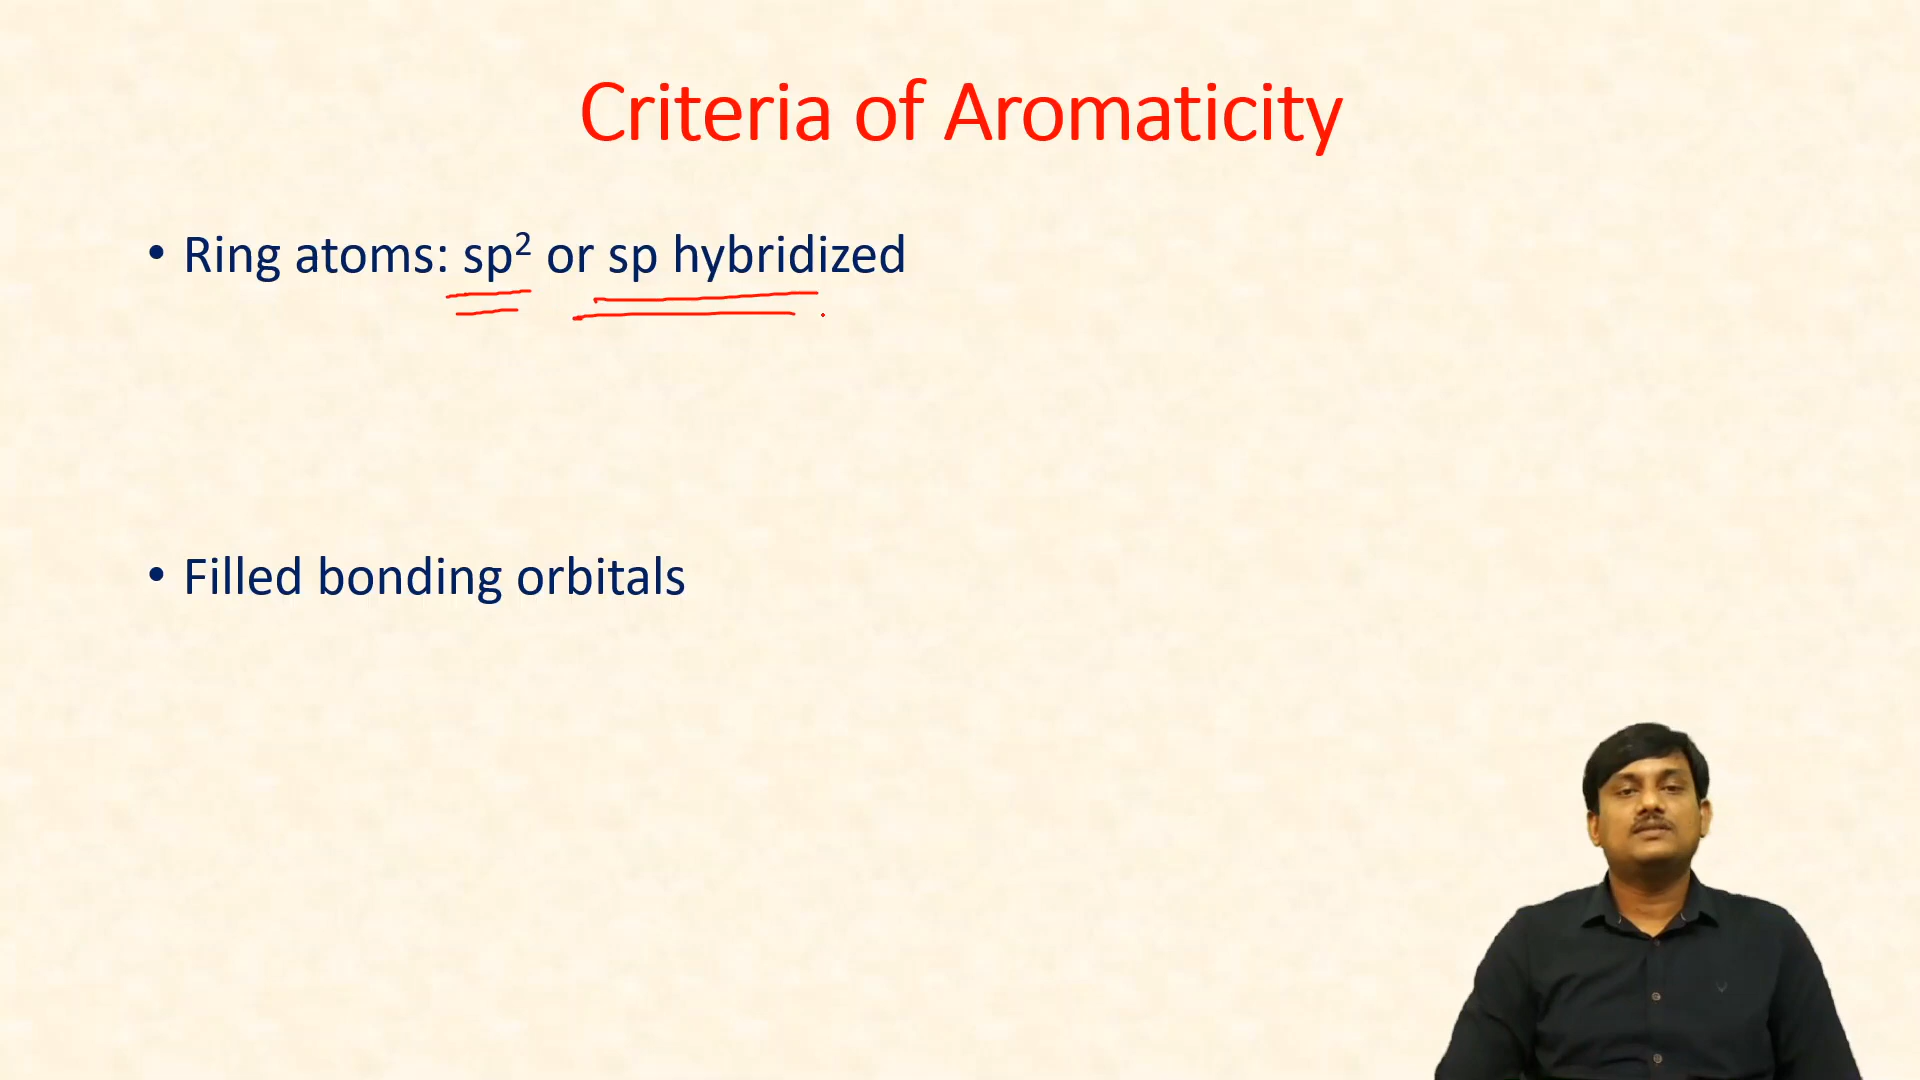 Criteria of Aromaticity
• Ring atoms: sp² or sp hybridized
• Filled bonding orbitals